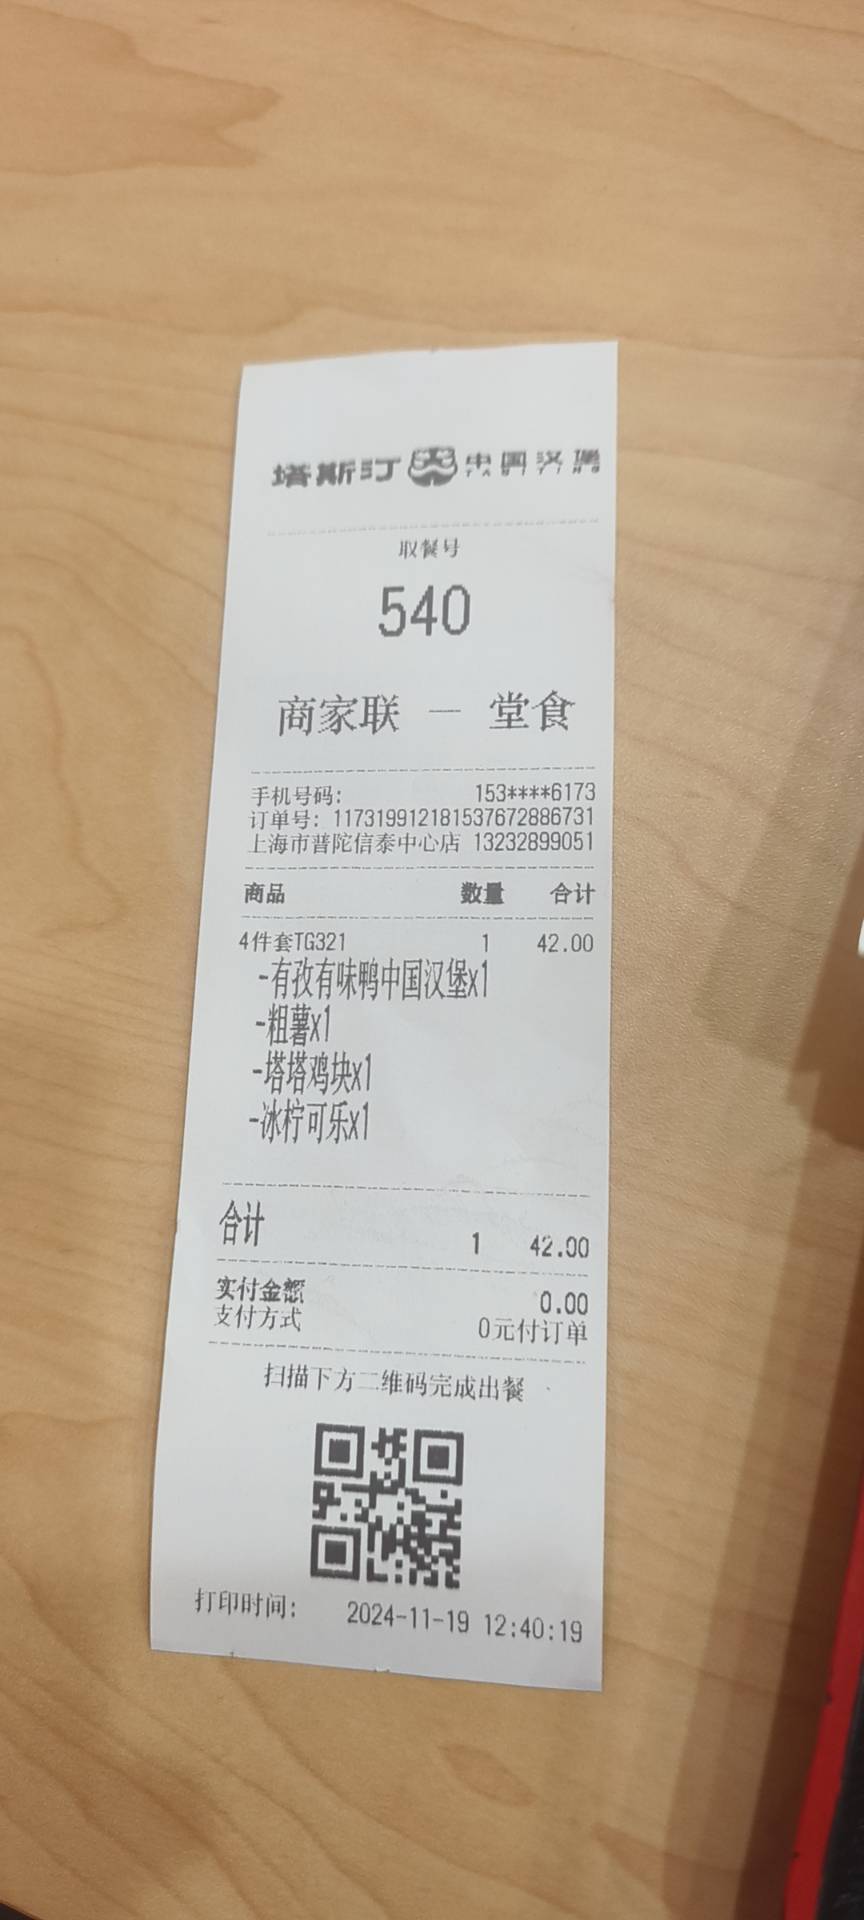 塔斯汀 中国汉堡
TASITING
取餐号
540
商家联 — 堂食
手机号码: 153****6173
订单号: 1173199121815376728867​31
上海市普陀信泰中心店 13232899051
商品 数量 合计
4件套TG321 1 42.00
-有孜有味鸭中国汉堡x1
-粗薯x1
-塔塔鸡块x1
-冰柠可乐x1
合计 1 42.00
实付金额 0.00
支付方式 0元付订单
扫描下方二维码完成出餐
打印时间: 2024-11-19 12:40:19